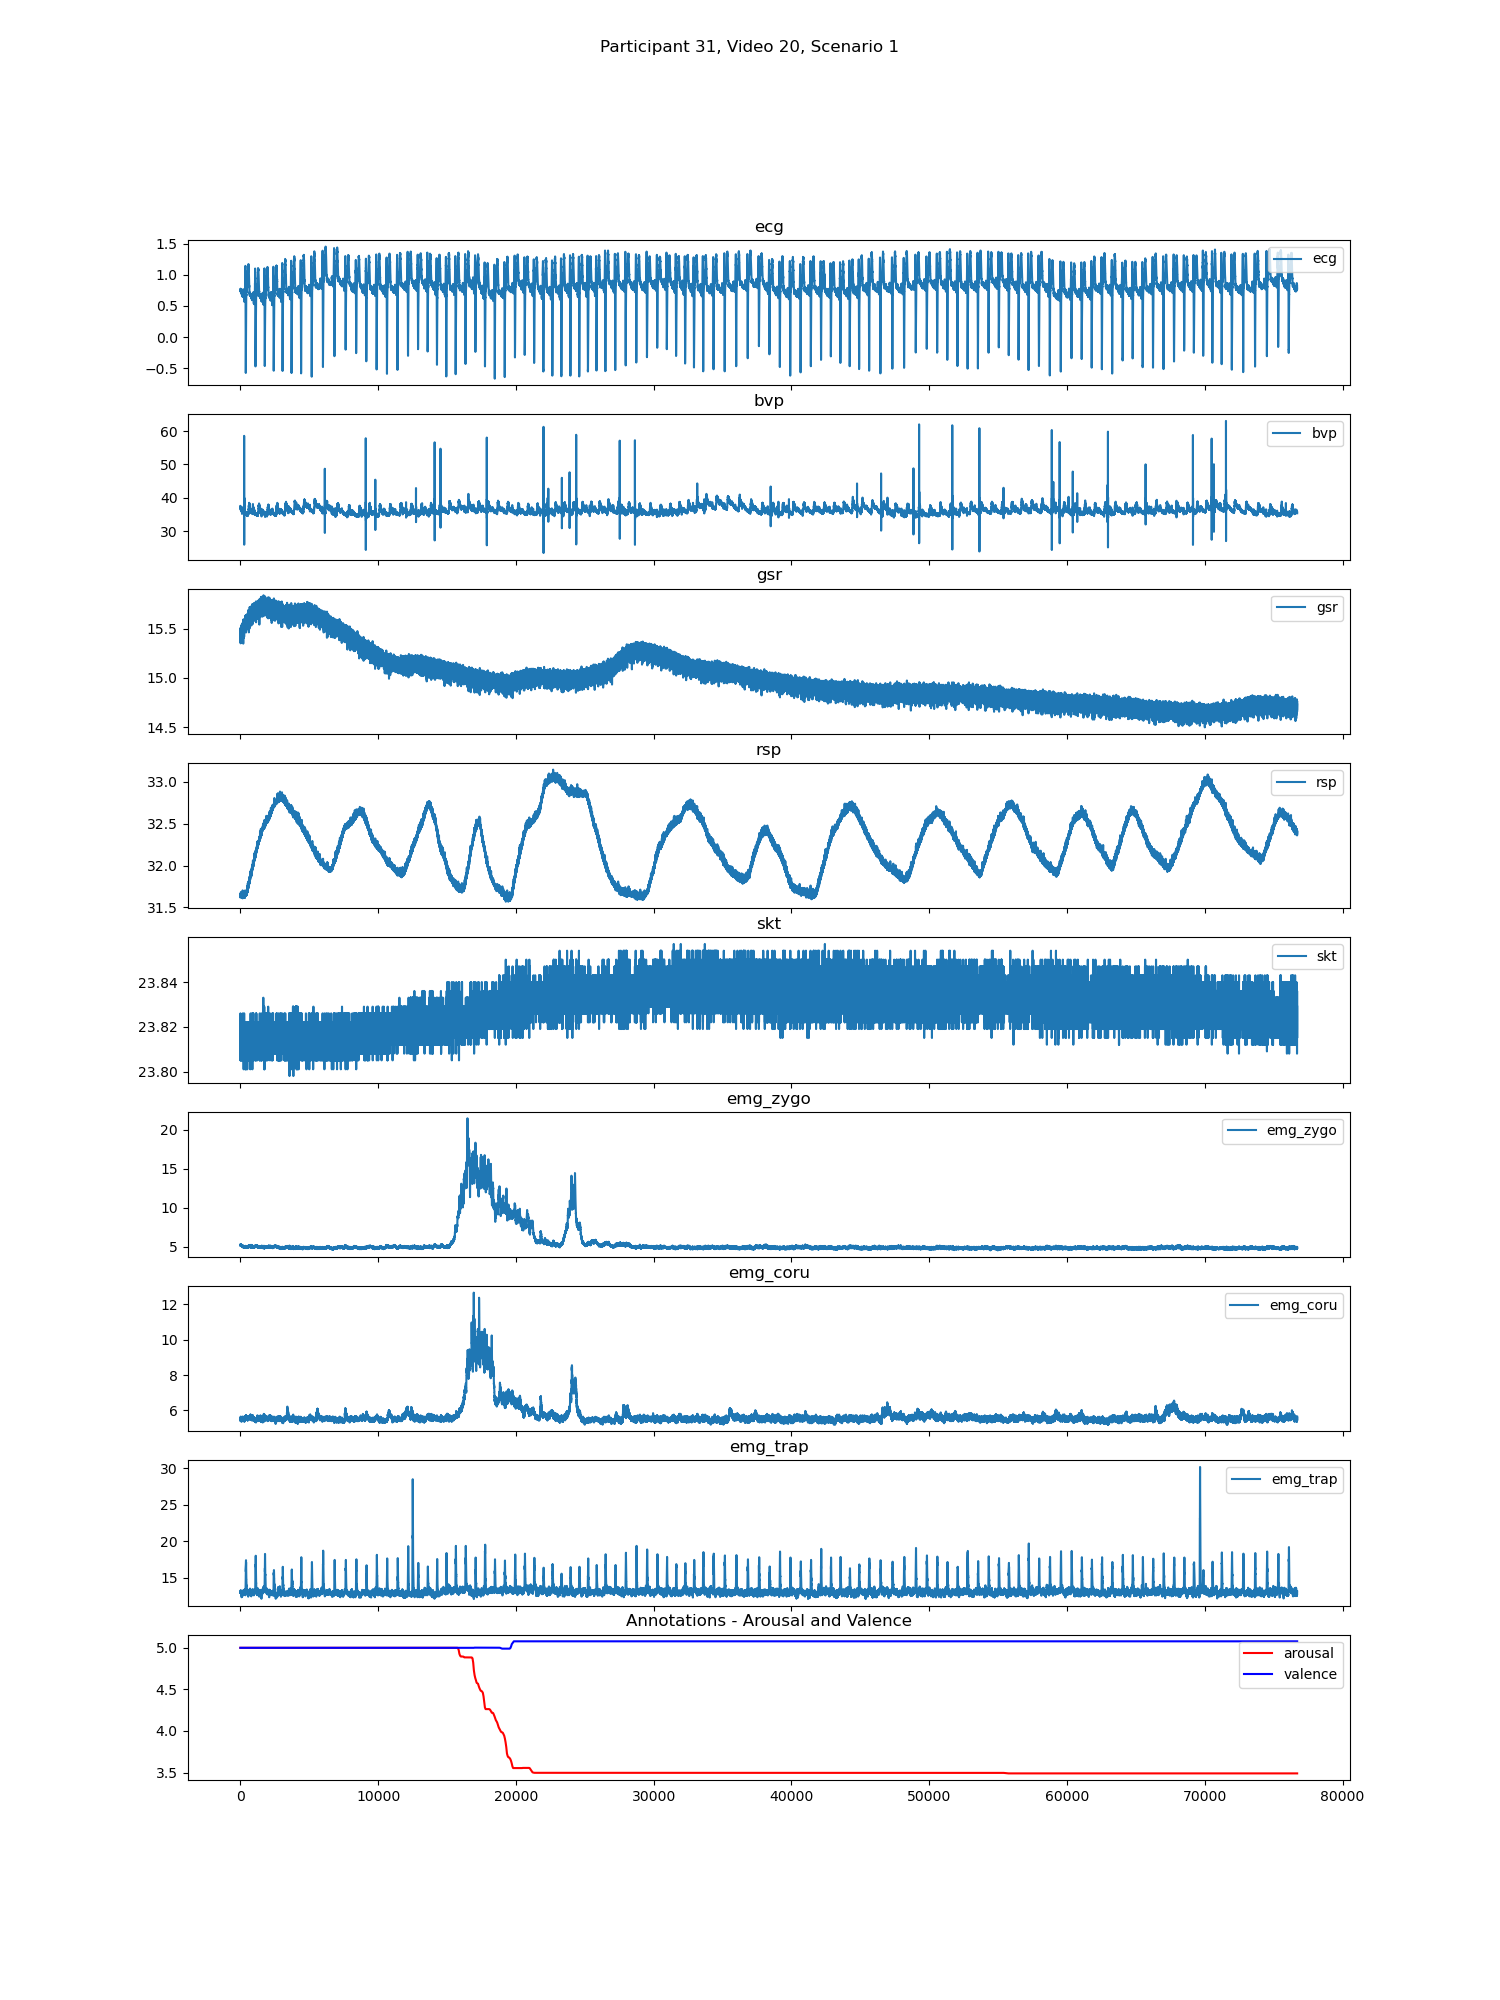 Participant 31, Video 20, Scenario 1
ecg
1.5
1.0
0.5
0.0
−0.5
ecg
bvp
60
50
40
30
bvp
gsr
15.5
15.0
14.5
gsr
rsp
33.0
32.5
32.0
31.5
rsp
skt
23.84
23.82
23.80
skt
emg_zygo
20
15
10
5
emg_zygo
emg_coru
12
10
8
6
emg_coru
emg_trap
30
25
20
15
emg_trap
Annotations - Arousal and Valence
5.0
4.5
4.0
3.5
arousal
valence
0 10000 20000 30000 40000 50000 60000 70000 80000